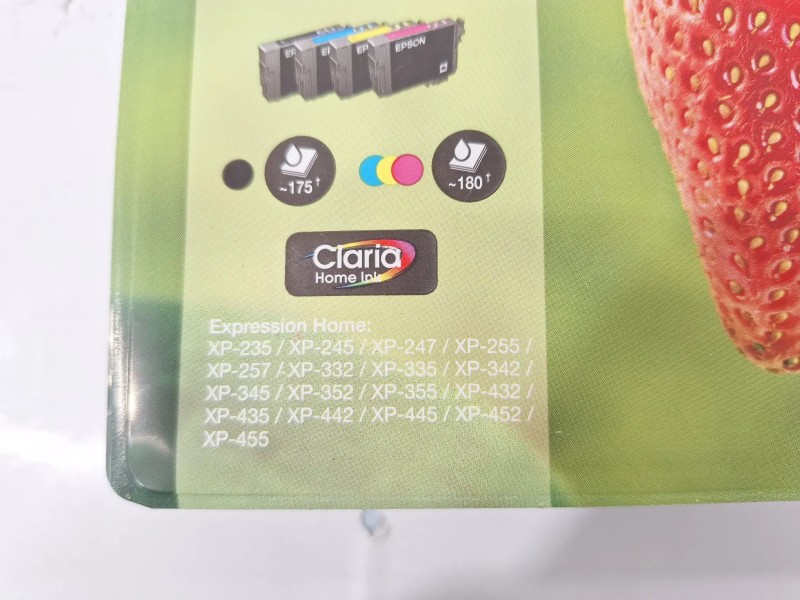 EPSON
~175†
~180†
Claria
Home Ink
Expression Home:
XP-235 / XP-245 / XP-247 / XP-255 /
XP-257 / XP-332 / XP-335 / XP-342 /
XP-345 / XP-352 / XP-355 / XP-432 /
XP-435 / XP-442 / XP-445 / XP-452 /
XP-455